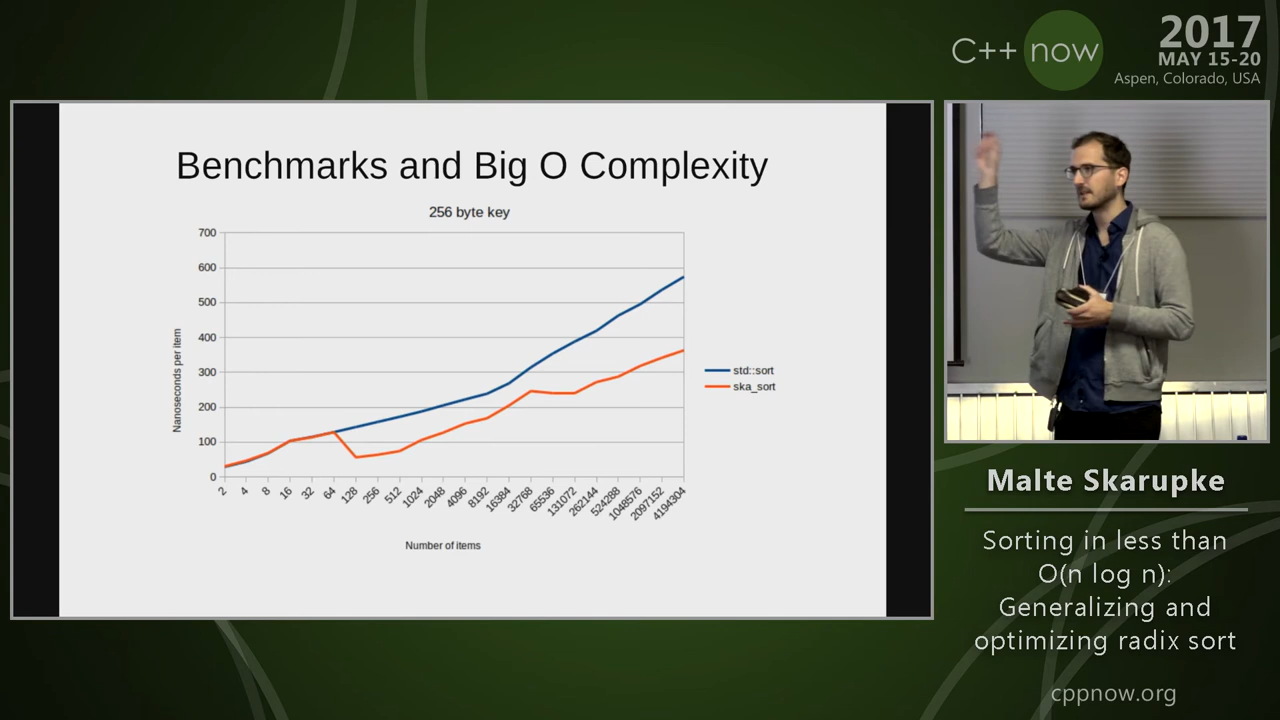 C++ now
2017
MAY 15-20
Aspen, Colorado, USA
Benchmarks and Big O Complexity
256 byte key
700
600
500
400
300
200
100
0
Nanoseconds per item
2
4
8
16
32
64
128
256
512
1024
2048
4096
8192
16384
32768
65536
131072
262144
524288
1048576
2097152
4194304
Number of items
std::sort
ska_sort
Malte Skarupke
Sorting in less than
O(n log n):
Generalizing and
optimizing radix sort
cppnow.org